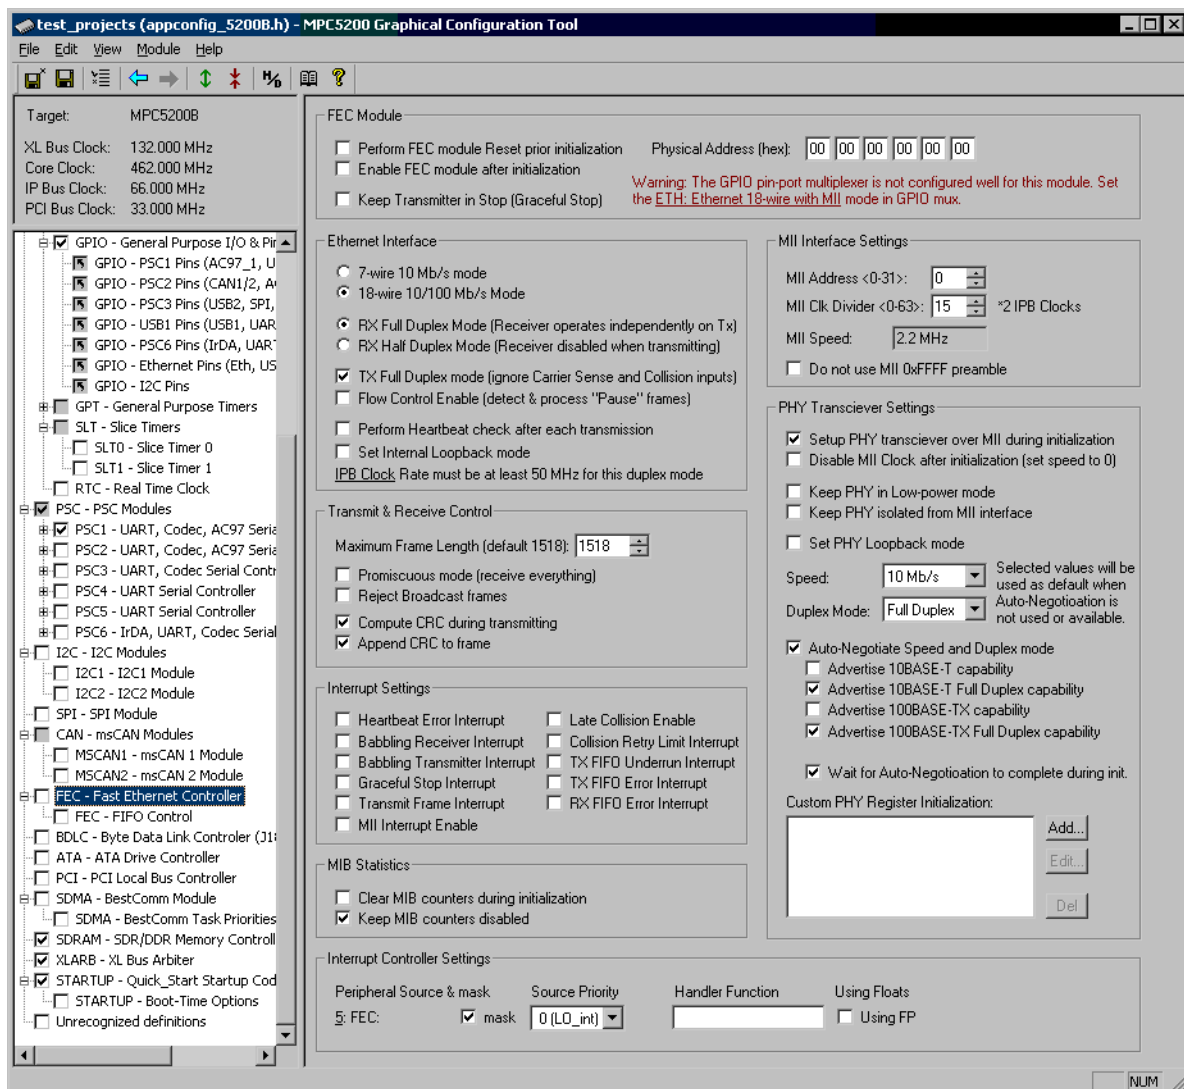 test_projects (appconfig_5200B.h) - MPC5200 Graphical Configuration Tool
File Edit View Module Help
H/D ?
Target: MPC5200B
XL Bus Clock: 132.000 MHz
Core Clock: 462.000 MHz
IP Bus Clock: 66.000 MHz
PCI Bus Clock: 33.000 MHz
GPIO - General Purpose I/O & Pin
GPIO - PSC1 Pins (AC97_1, U
GPIO - PSC2 Pins (CAN1/2, A
GPIO - PSC3 Pins (USB2, SPI,
GPIO - USB1 Pins (USB1, UAR
GPIO - PSC6 Pins (IrDA, UAR
GPIO - Ethernet Pins (Eth, US
GPIO - I2C Pins
GPT - General Purpose Timers
SLT - Slice Timers
SLT0 - Slice Timer 0
SLT1 - Slice Timer 1
RTC - Real Time Clock
PSC - PSC Modules
PSC1 - UART, Codec, AC97 Seria
PSC2 - UART, Codec, AC97 Seria
PSC3 - UART, Codec Serial Contr
PSC4 - UART Serial Controller
PSC5 - UART Serial Controller
PSC6 - IrDA, UART, Codec Serial
I2C - I2C Modules
I2C1 - I2C1 Module
I2C2 - I2C2 Module
SPI - SPI Module
CAN - msCAN Modules
MSCAN1 - msCAN 1 Module
MSCAN2 - msCAN 2 Module
FEC - Fast Ethernet Controller
FEC - FIFO Control
BDLC - Byte Data Link Controler (J18
ATA - ATA Drive Controller
PCI - PCI Local Bus Controller
SDMA - BestComm Module
SDMA - BestComm Task Priorities
SDRAM - SDR/DDR Memory Controll
XLARB - XL Bus Arbiter
STARTUP - Quick_Start Startup Cod
STARTUP - Boot-Time Options
Unrecognized definitions
FEC Module
Perform FEC module Reset prior initialization
Enable FEC module after initialization
Keep Transmitter in Stop (Graceful Stop)
Physical Address (hex): 00 00 00 00 00 00
Warning: The GPIO pin-port multiplexer is not configured well for this module. Set
the ETH: Ethernet 18-wire with MII mode in GPIO mux.
Ethernet Interface
7-wire 10 Mb/s mode
18-wire 10/100 Mb/s Mode
RX Full Duplex Mode (Receiver operates independently on Tx)
RX Half Duplex Mode (Receiver disabled when transmitting)
TX Full Duplex mode (ignore Carrier Sense and Collision inputs)
Flow Control Enable (detect & process "Pause" frames)
Perform Heartbeat check after each transmission
Set Internal Loopback mode
IPB Clock Rate must be at least 50 MHz for this duplex mode
Transmit & Receive Control
Maximum Frame Length (default 1518): 1518
Promiscuous mode (receive everything)
Reject Broadcast frames
Compute CRC during transmitting
Append CRC to frame
Interrupt Settings
Heartbeat Error Interrupt Late Collision Enable
Babbling Receiver Interrupt Collision Retry Limit Interrupt
Babbling Transmitter Interrupt TX FIFO Underrun Interrupt
Graceful Stop Interrupt TX FIFO Error Interrupt
Transmit Frame Interrupt RX FIFO Error Interrupt
MII Interrupt Enable
MIB Statistics
Clear MIB counters during initialization
Keep MIB counters disabled
MII Interface Settings
MII Address <0-31>: 0
MII Clk Divider <0-63>: 15 *2 IPB Clocks
MII Speed: 2.2 MHz
Do not use MII 0xFFFF preamble
PHY Transciever Settings
Setup PHY transciever over MII during initialization
Disable MII Clock after initialization (set speed to 0)
Keep PHY in Low-power mode
Keep PHY isolated from MII interface
Set PHY Loopback mode
Speed: 10 Mb/s
Duplex Mode: Full Duplex
Selected values will be
used as default when
Auto-Negotioation is
not used or available.
Auto-Negotiate Speed and Duplex mode
Advertise 10BASE-T capability
Advertise 10BASE-T Full Duplex capability
Advertise 100BASE-TX capability
Advertise 100BASE-TX Full Duplex capability
Wait for Auto-Negotioation to complete during init.
Custom PHY Register Initialization:
Add...
Edit...
Del
Interrupt Controller Settings
Peripheral Source & mask Source Priority Handler Function Using Floats
5: FEC: mask 0 (LO_int) Using FP
NUM